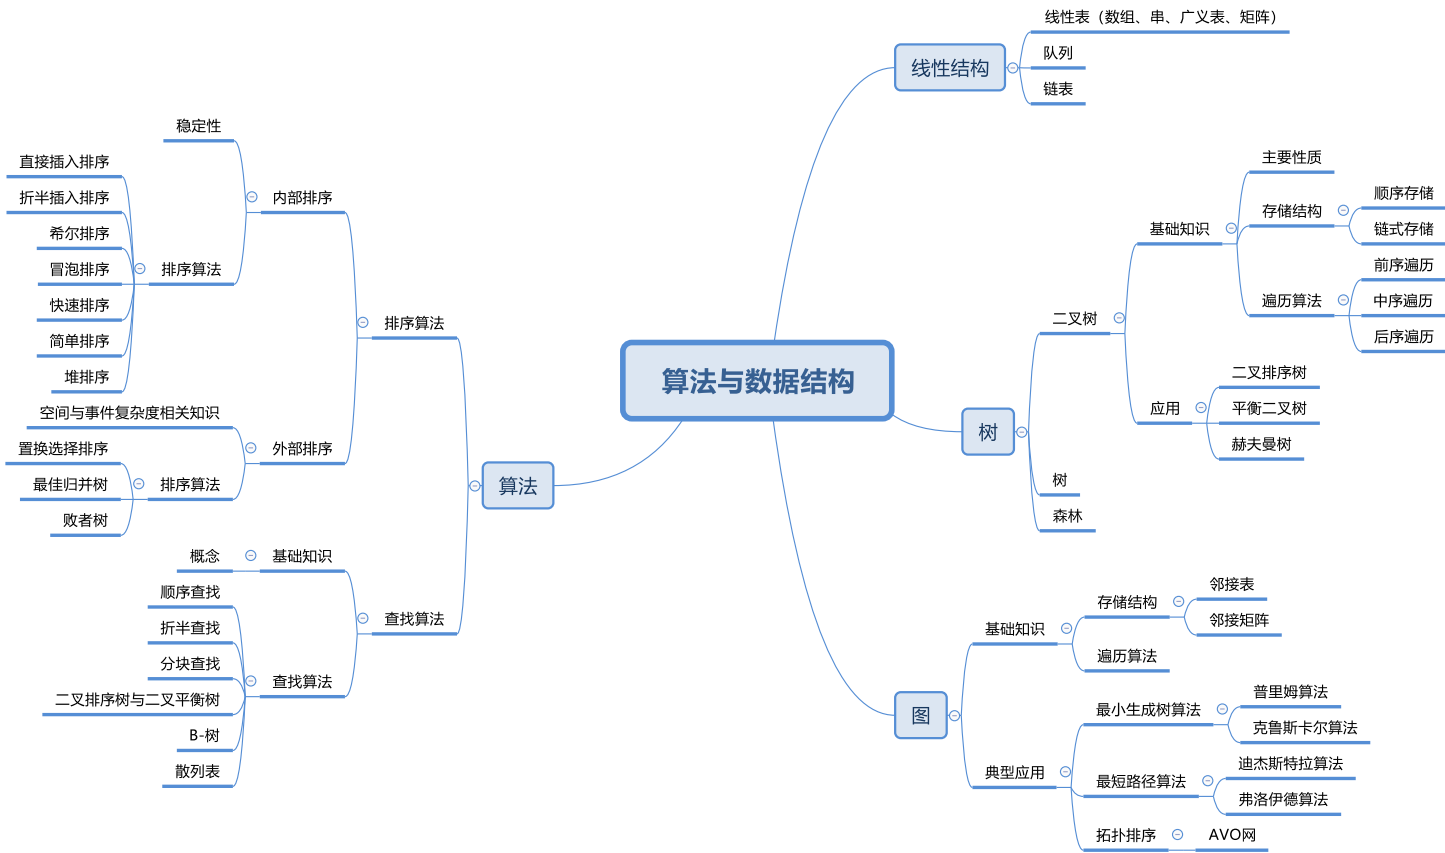 算法与数据结构
线性结构
线性表（数组、串、广义表、矩阵）
队列
链表
树
二叉树
基础知识
主要性质
存储结构
顺序存储
链式存储
遍历算法
前序遍历
中序遍历
后序遍历
应用
二叉排序树
平衡二叉树
赫夫曼树
树
森林
图
基础知识
存储结构
邻接表
邻接矩阵
遍历算法
典型应用
最小生成树算法
普里姆算法
克鲁斯卡尔算法
最短路径算法
迪杰斯特拉算法
弗洛伊德算法
拓扑排序
AVO网
算法
排序算法
内部排序
稳定性
排序算法
直接插入排序
折半插入排序
希尔排序
冒泡排序
快速排序
简单排序
堆排序
外部排序
空间与事件复杂度相关知识
排序算法
置换选择排序
最佳归并树
败者树
查找算法
基础知识
概念
查找算法
顺序查找
折半查找
分块查找
二叉排序树与二叉平衡树
B-树
散列表